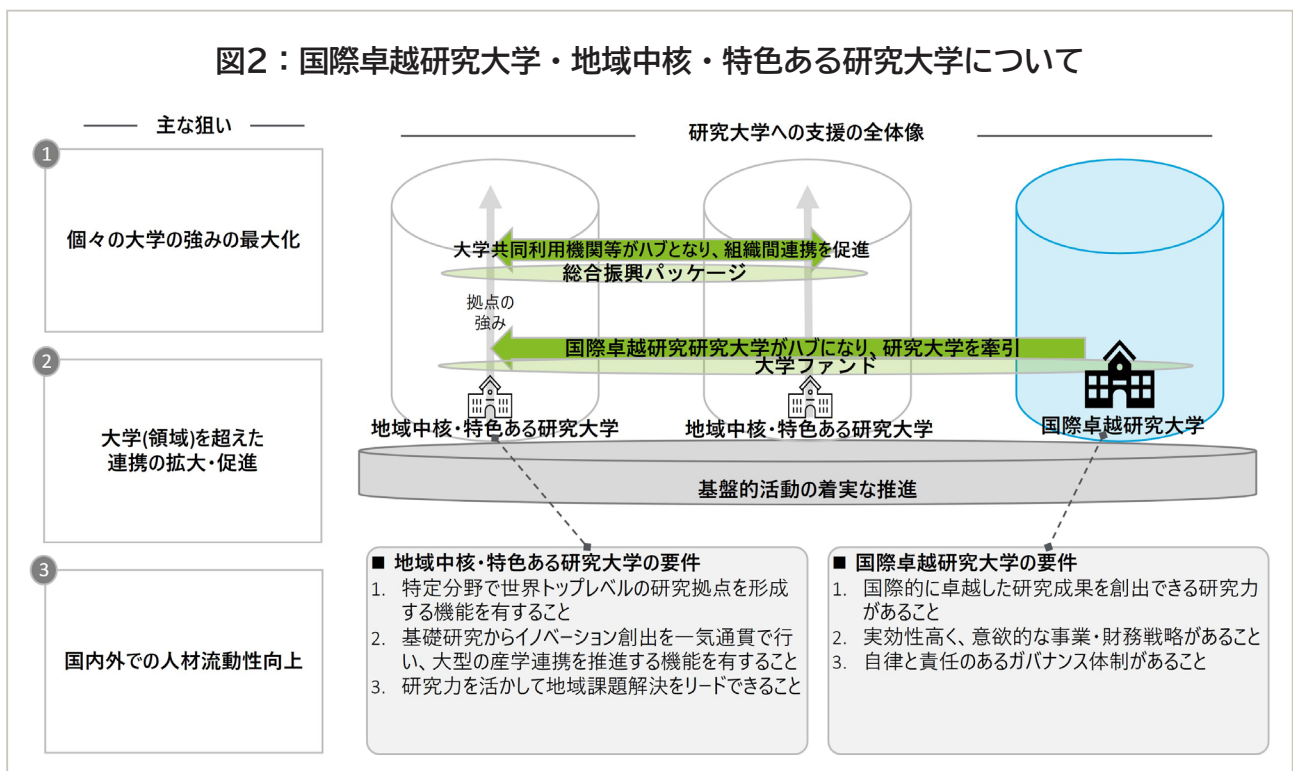 図2：国際卓越研究大学・地域中核・特色ある研究大学について
主な狙い
1
個々の大学の強みの最大化
2
大学(領域)を超えた
連携の拡大・促進
3
国内外での人材流動性向上
研究大学への支援の全体像
大学共同利用機関等がハブとなり、組織間連携を促進
総合振興パッケージ
拠点の
強み
国際卓越研究研究大学がハブになり、研究大学を牽引
大学ファンド
地域中核・特色ある研究大学
地域中核・特色ある研究大学
国際卓越研究大学
基盤的活動の着実な推進
■ 地域中核・特色ある研究大学の要件
1. 特定分野で世界トップレベルの研究拠点を形成
する機能を有すること
2. 基礎研究からイノベーション創出を一気通貫で行
い、大型の産学連携を推進する機能を有すること
3. 研究力を活かして地域課題解決をリードできること
■ 国際卓越研究大学の要件
1. 国際的に卓越した研究成果を創出できる研究力
があること
2. 実効性高く、意欲的な事業・財務戦略があること
3. 自律と責任のあるガバナンス体制があること